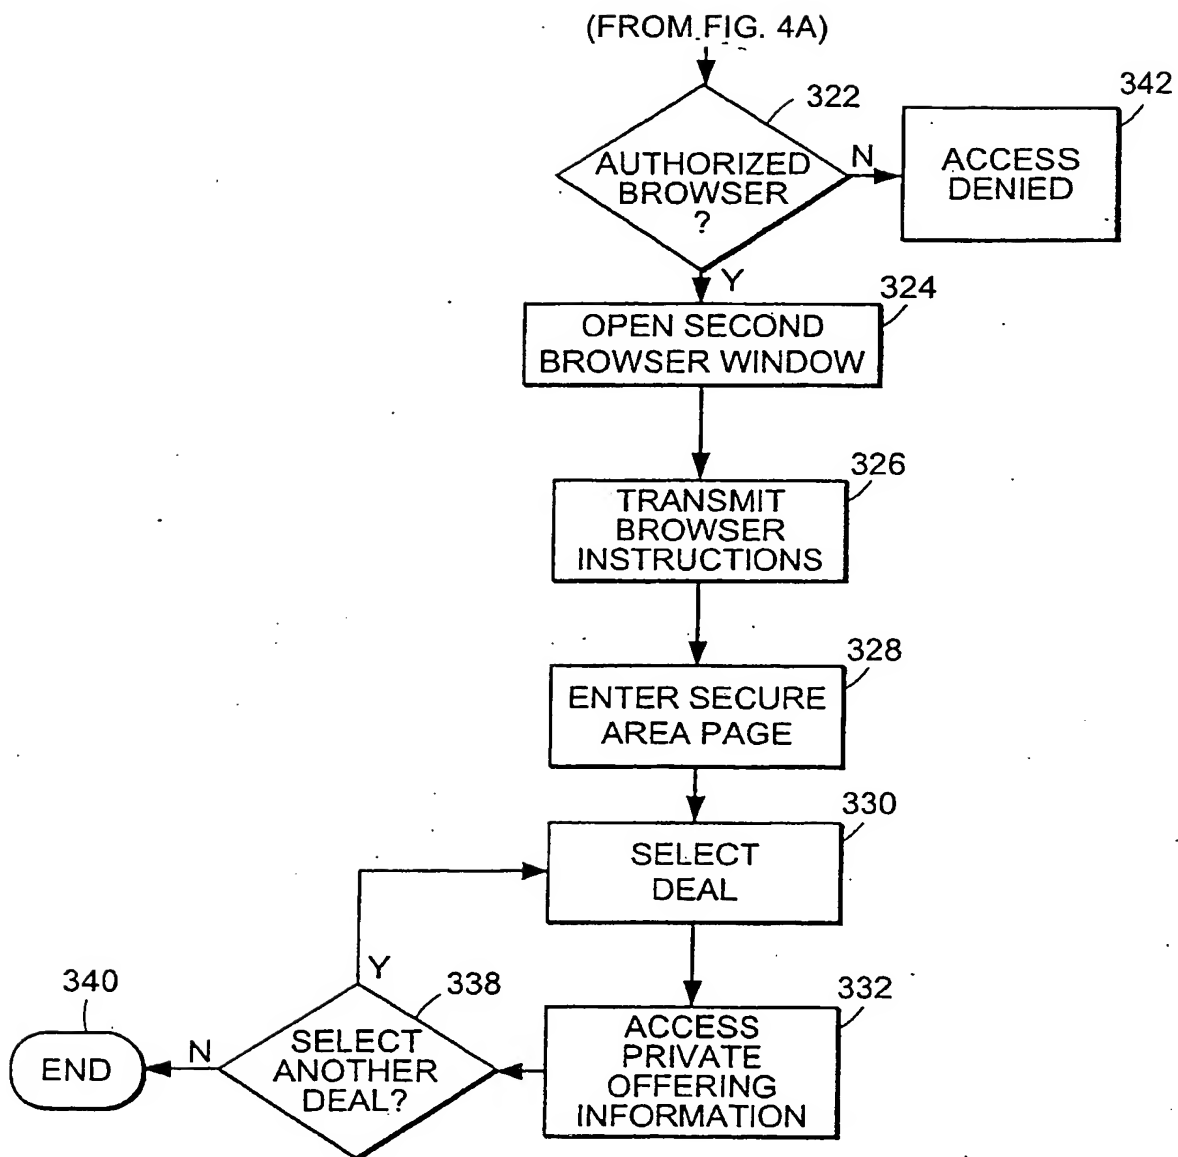 (FROM FIG. 4A)
322
342
AUTHORIZED
BROWSER
?
N
ACCESS
DENIED
Y
324
OPEN SECOND
BROWSER WINDOW
326
TRANSMIT
BROWSER
INSTRUCTIONS
328
ENTER SECURE
AREA PAGE
330
SELECT
DEAL
Y
340
338
332
END
N
SELECT
ANOTHER
DEAL?
ACCESS
PRIVATE
OFFERING
INFORMATION